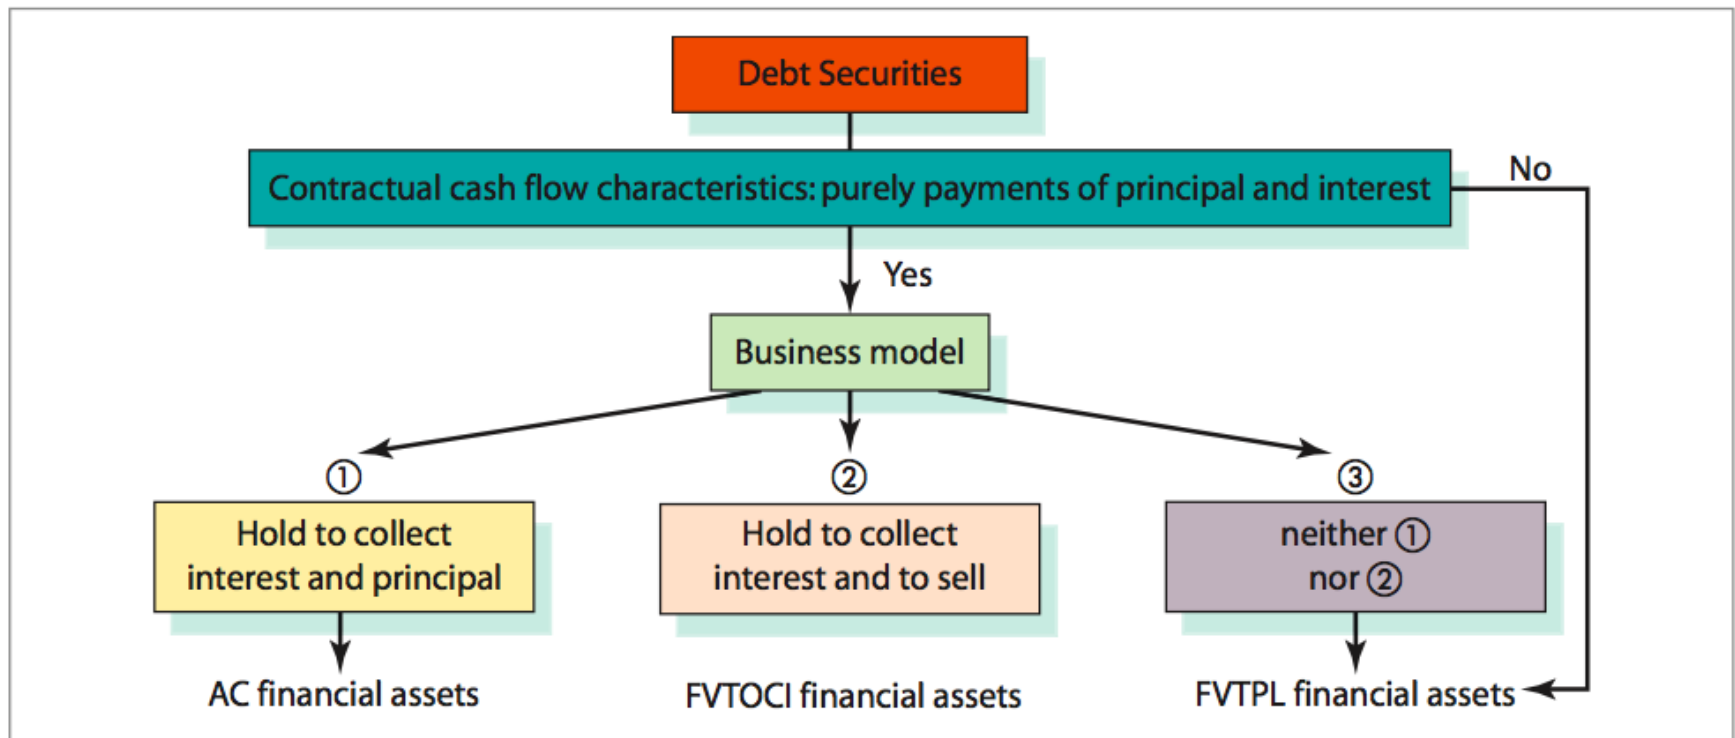 Debt Securities
Contractual cash flow characteristics: purely payments of principal and interest
No
Yes
Business model
①
②
③
Hold to collect
interest and principal
Hold to collect
interest and to sell
neither ①
nor ②
AC financial assets
FVTOCI financial assets
FVTPL financial assets